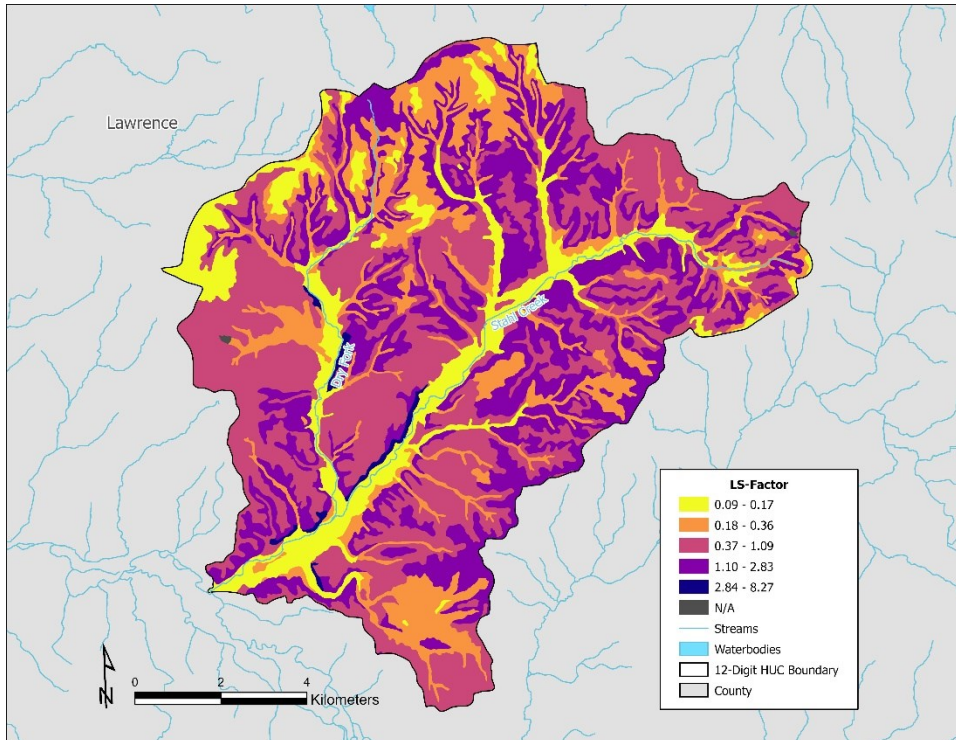 Lawrence
Stahl Creek
Dry Fork
LS-Factor
0.09 - 0.17
0.18 - 0.36
0.37 - 1.09
1.10 - 2.83
2.84 - 8.27
N/A
Streams
Waterbodies
12-Digit HUC Boundary
County
N
0 2 4
Kilometers